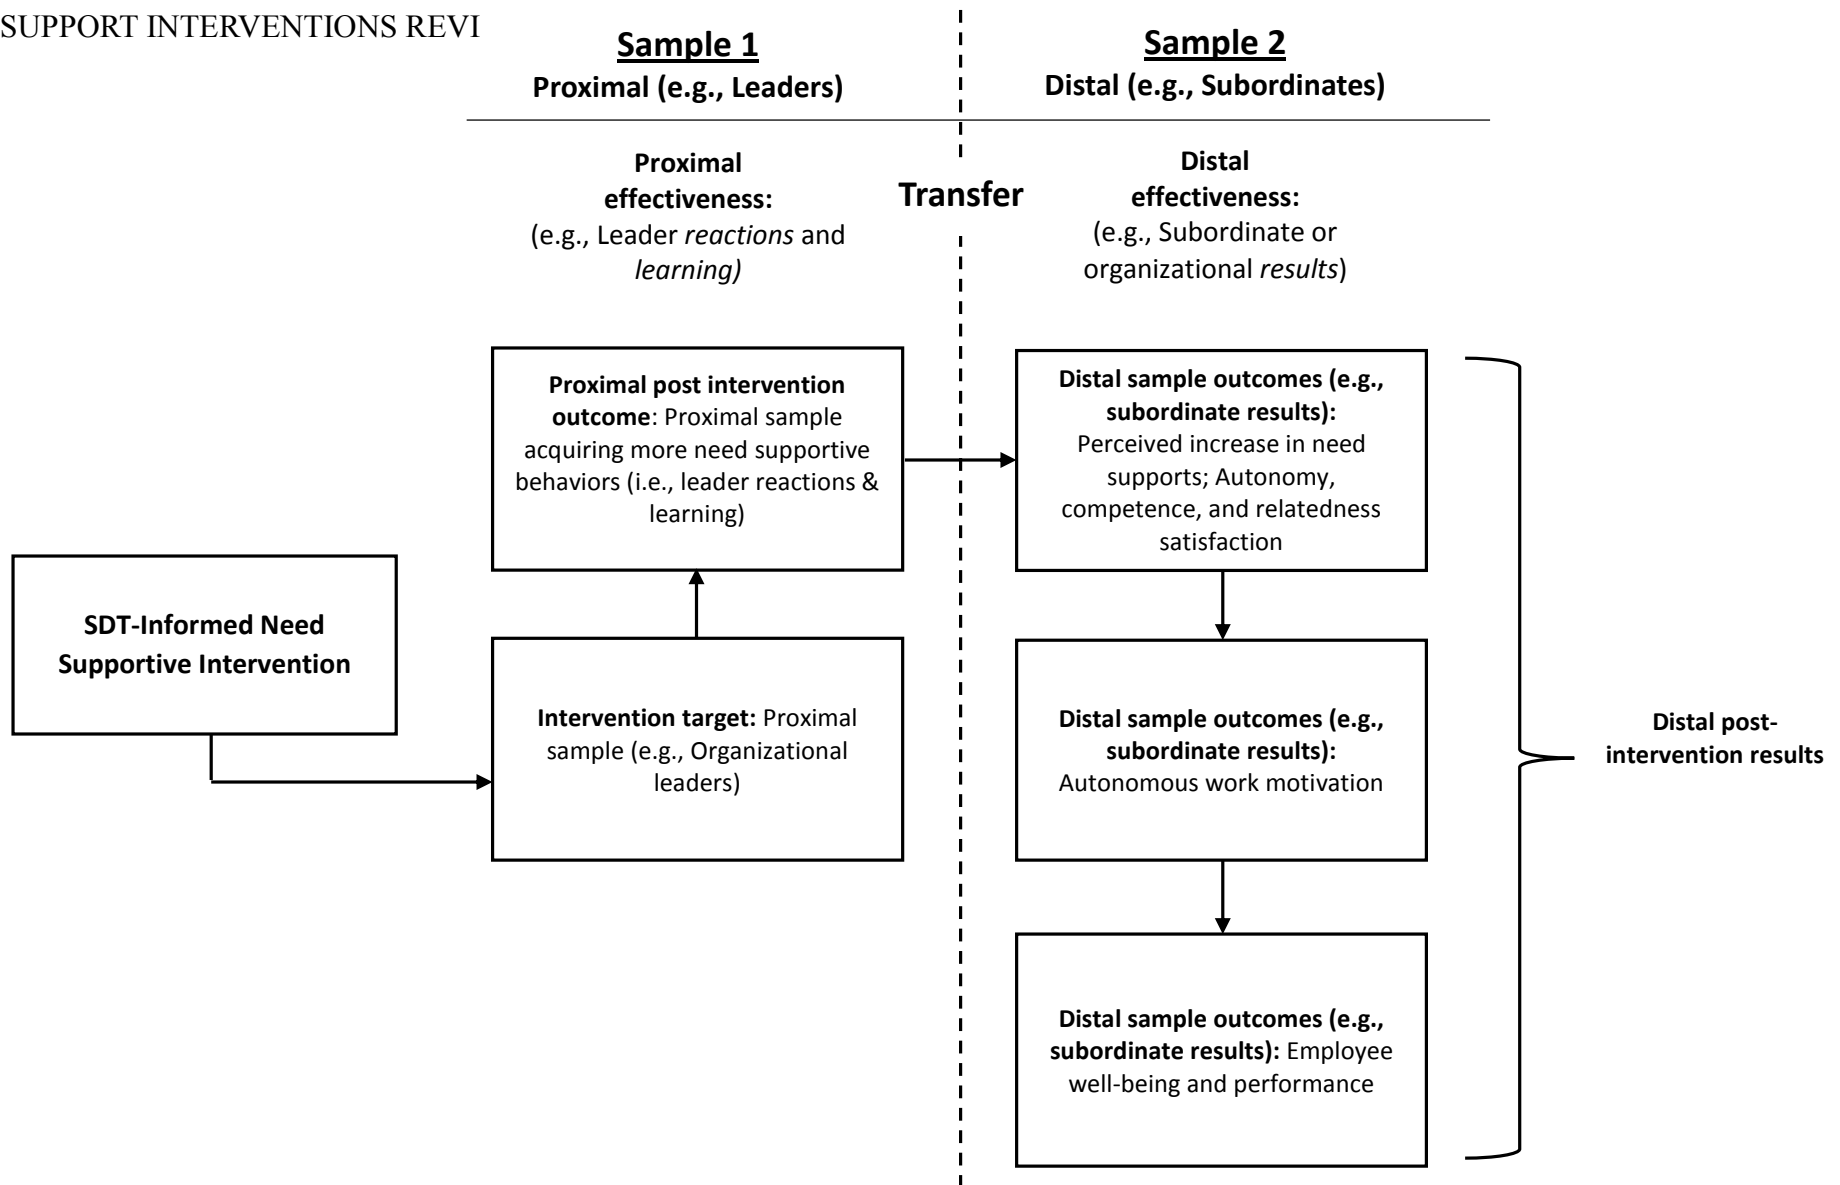 SUPPORT INTERVENTIONS REVI
Sample 1
Proximal (e.g., Leaders)
Sample 2
Distal (e.g., Subordinates)
Proximal
effectiveness:
(e.g., Leader reactions and
learning)
Transfer
Distal
effectiveness:
(e.g., Subordinate or
organizational results)
Proximal post intervention
outcome: Proximal sample
acquiring more need supportive
behaviors (i.e., leader reactions &
learning)
Distal sample outcomes (e.g.,
subordinate results):
Perceived increase in need
supports; Autonomy,
competence, and relatedness
satisfaction
SDT-Informed Need
Supportive Intervention
Intervention target: Proximal
sample (e.g., Organizational
leaders)
Distal sample outcomes (e.g.,
subordinate results):
Autonomous work motivation
Distal post-
intervention results
Distal sample outcomes (e.g.,
subordinate results): Employee
well-being and performance